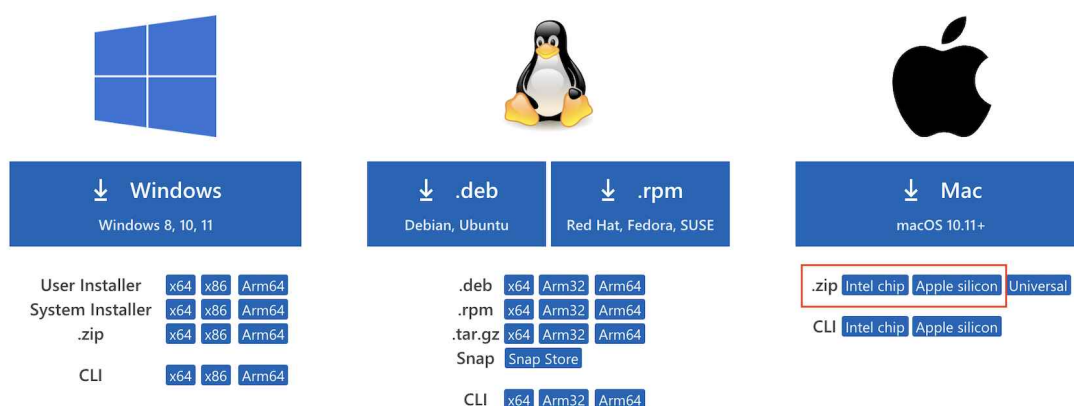 Windows
Windows 8, 10, 11
User Installer x64 x86 Arm64
System Installer x64 x86 Arm64
.zip x64 x86 Arm64
CLI x64 x86 Arm64
.deb
Debian, Ubuntu
.rpm
Red Hat, Fedora, SUSE
.deb x64 Arm32 Arm64
.rpm x64 Arm32 Arm64
.tar.gz x64 Arm32 Arm64
Snap Snap Store
CLI x64 Arm32 Arm64
Mac
macOS 10.11+
.zip Intel chip Apple silicon Universal
CLI Intel chip Apple silicon